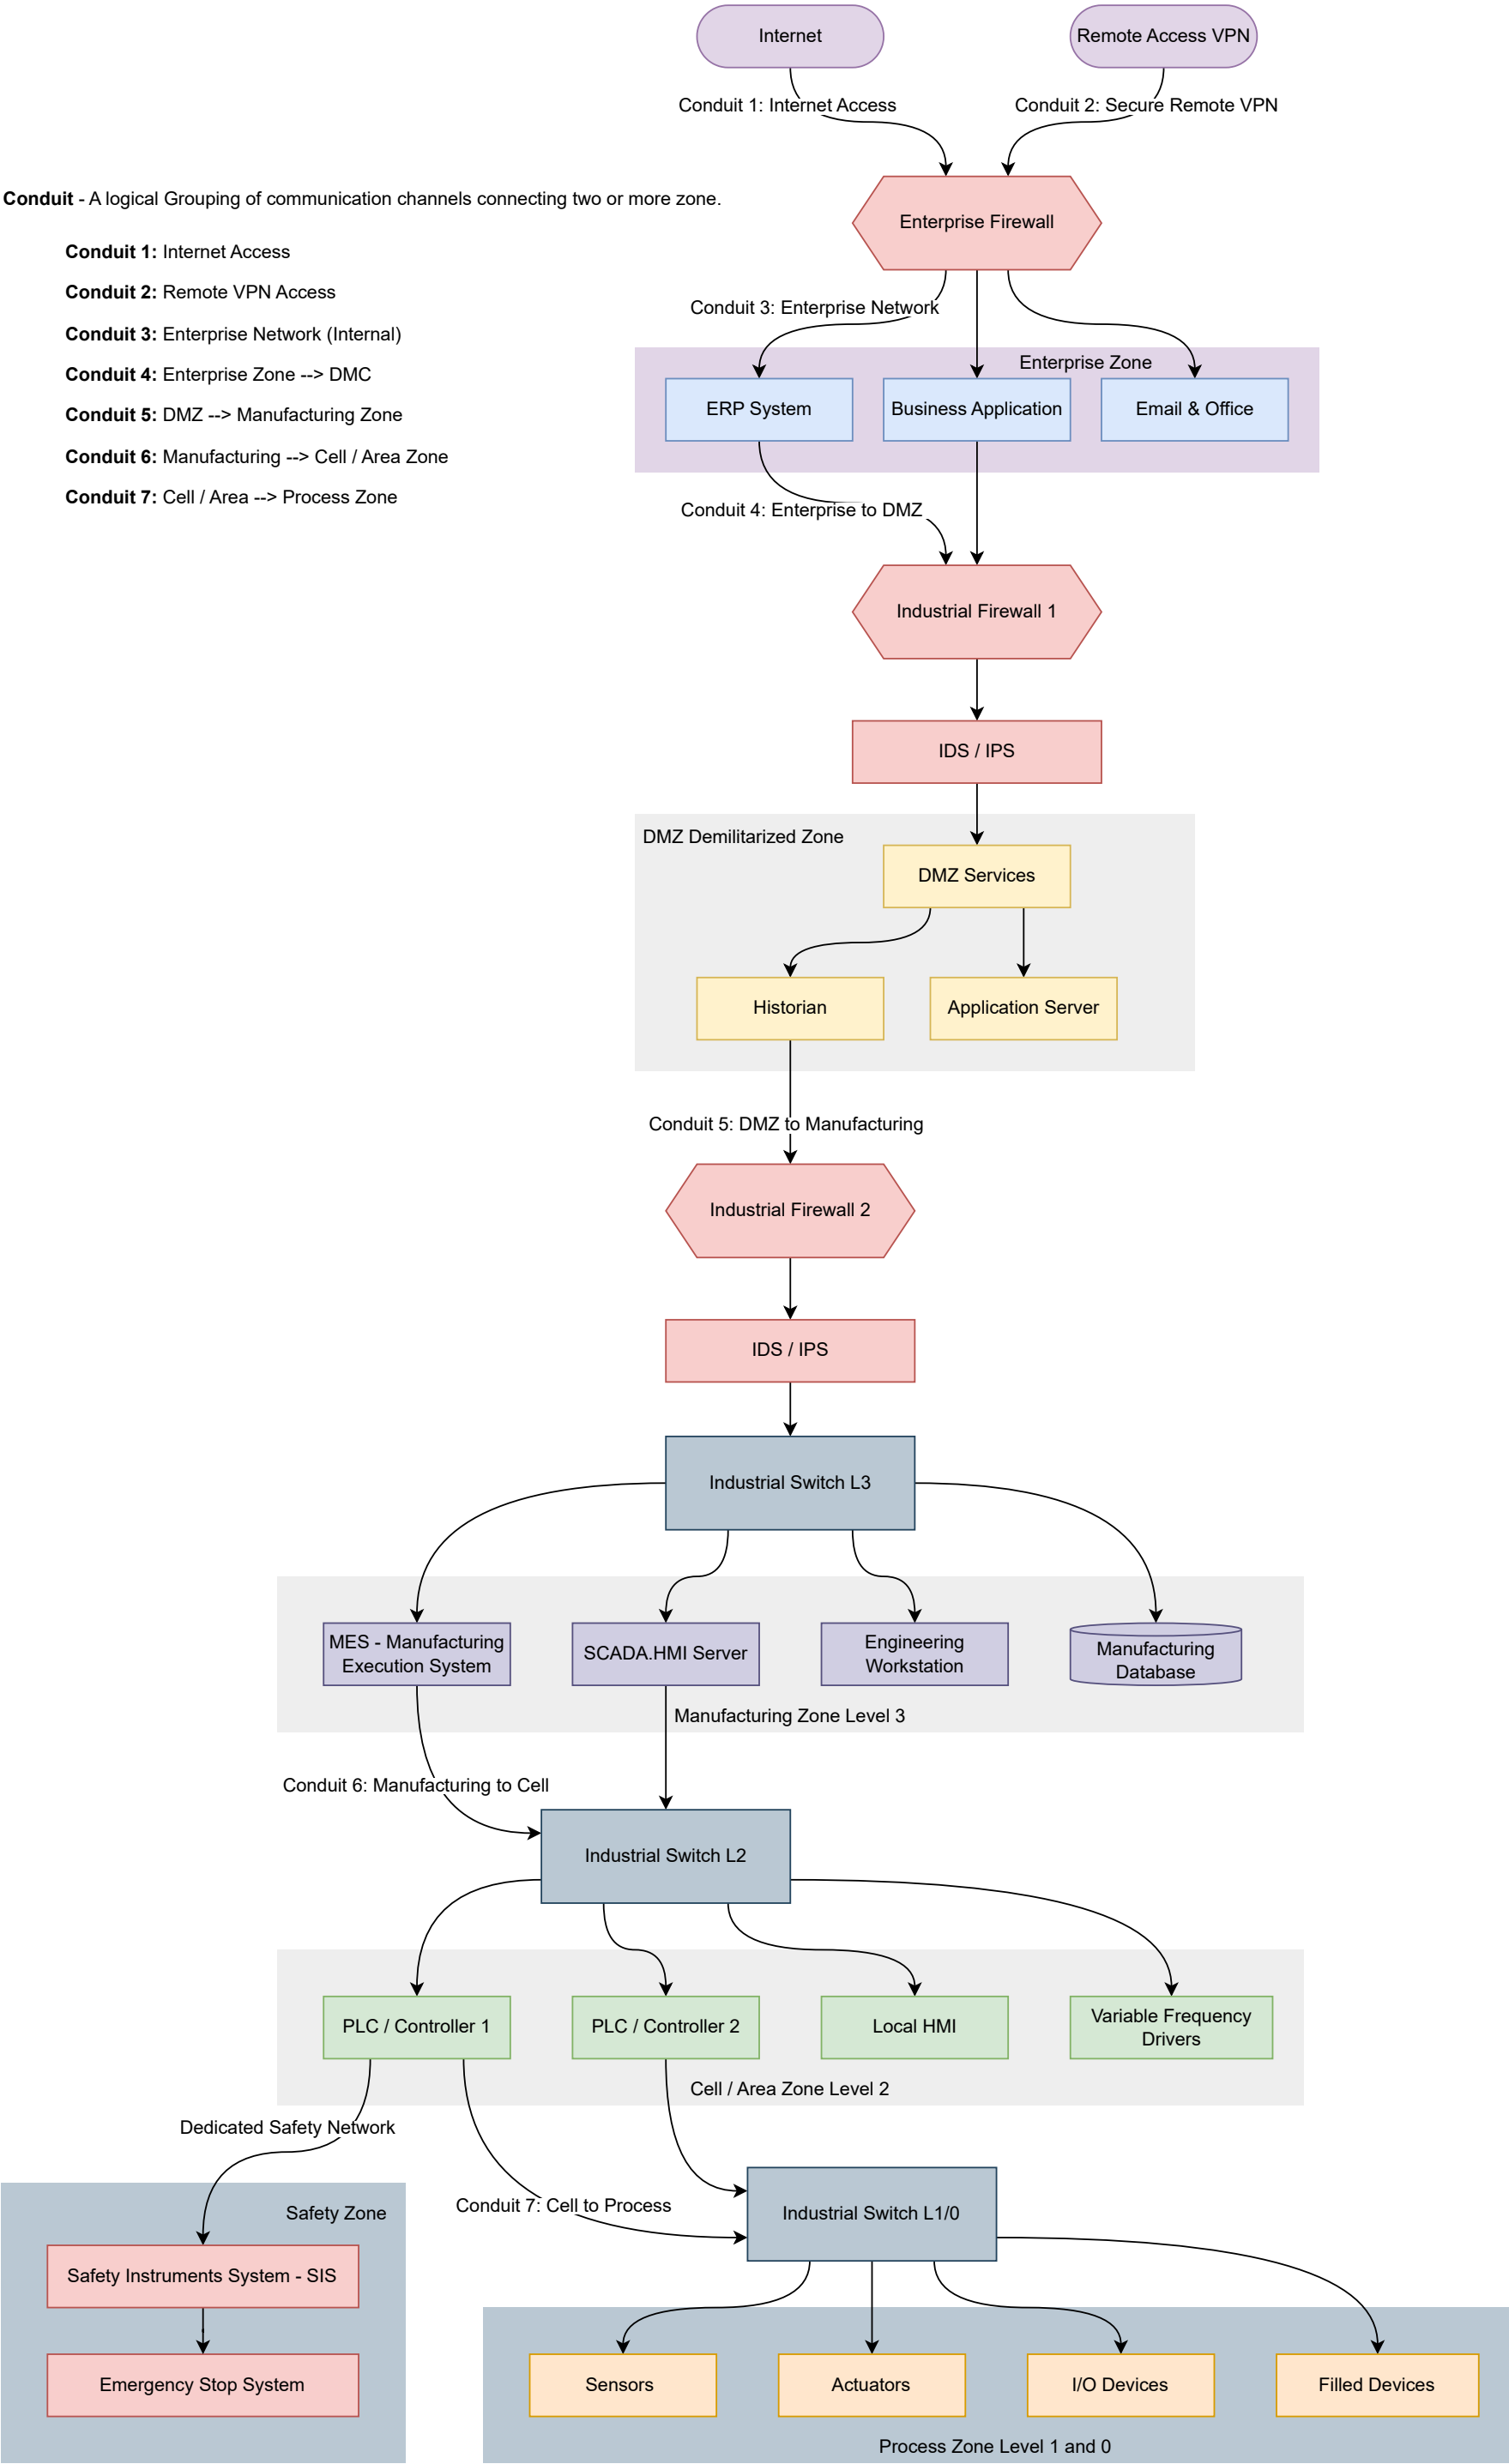 Internet
Remote Access VPN
Conduit 1: Internet Access
Conduit 2: Secure Remote VPN
Conduit - A logical Grouping of communication channels connecting two or more zone.
Conduit 1: Internet Access
Conduit 2: Remote VPN Access
Conduit 3: Enterprise Network (Internal)
Conduit 4: Enterprise Zone --> DMC
Conduit 5: DMZ --> Manufacturing Zone
Conduit 6: Manufacturing --> Cell / Area Zone
Conduit 7: Cell / Area --> Process Zone
Enterprise Firewall
Conduit 3: Enterprise Network
Enterprise Zone
ERP System
Business Application
Email & Office
Conduit 4: Enterprise to DMZ
Industrial Firewall 1
IDS / IPS
DMZ Demilitarized Zone
DMZ Services
Historian
Application Server
Conduit 5: DMZ to Manufacturing
Industrial Firewall 2
IDS / IPS
Industrial Switch L3
MES - Manufacturing
Execution System
SCADA.HMI Server
Engineering
Workstation
Manufacturing
Database
Manufacturing Zone Level 3
Conduit 6: Manufacturing to Cell
Industrial Switch L2
PLC / Controller 1
PLC / Controller 2
Local HMI
Variable Frequency
Drivers
Cell / Area Zone Level 2
Dedicated Safety Network
Conduit 7: Cell to Process
Industrial Switch L1/0
Safety Zone
Safety Instruments System - SIS
Emergency Stop System
Sensors
Actuators
I/O Devices
Filled Devices
Process Zone Level 1 and 0